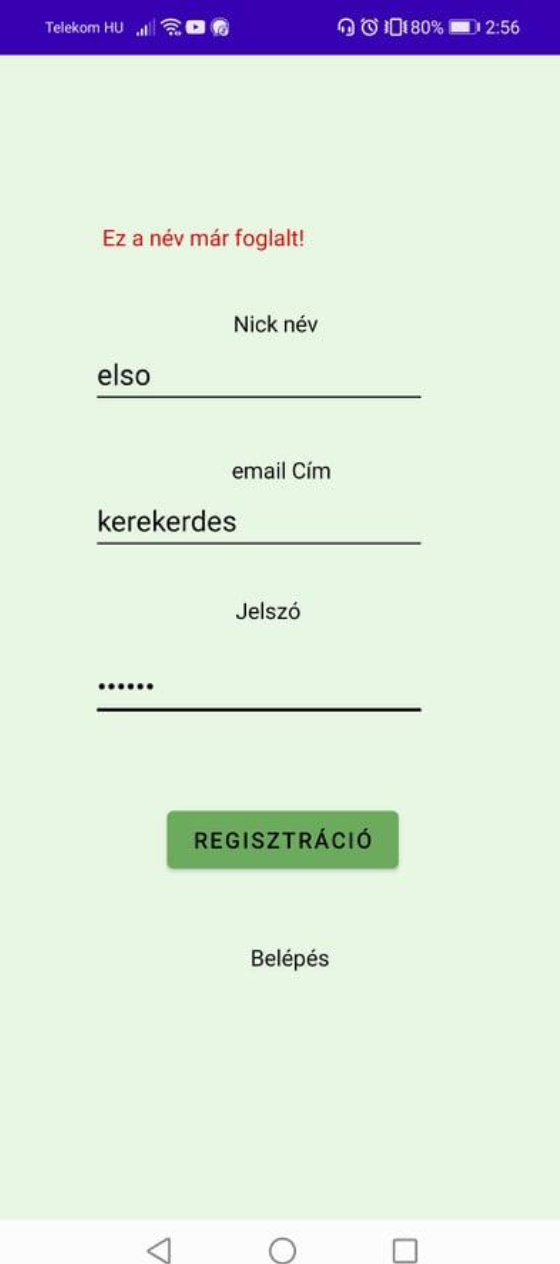 Telekom HU 80% 2:56
Ez a név már foglalt!
Nick név
elso
email Cím
kerekerdes
Jelszó
••••••
REGISZTRÁCIÓ
Belépés